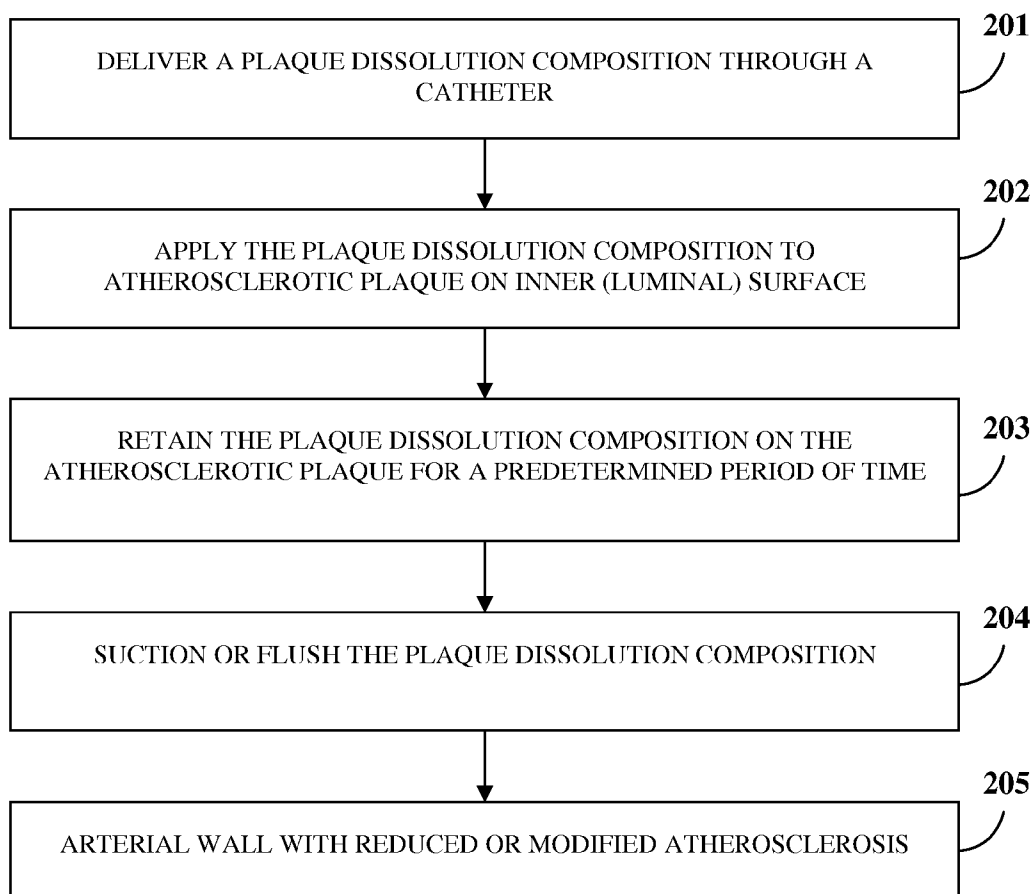 201
DELIVER A PLAQUE DISSOLUTION COMPOSITION THROUGH A
CATHETER
202
APPLY THE PLAQUE DISSOLUTION COMPOSITION TO
ATHEROSCLEROTIC PLAQUE ON INNER (LUMINAL) SURFACE
203
RETAIN THE PLAQUE DISSOLUTION COMPOSITION ON THE
ATHEROSCLEROTIC PLAQUE FOR A PREDETERMINED PERIOD OF TIME
204
SUCTION OR FLUSH THE PLAQUE DISSOLUTION COMPOSITION
205
ARTERIAL WALL WITH REDUCED OR MODIFIED ATHEROSCLEROSIS